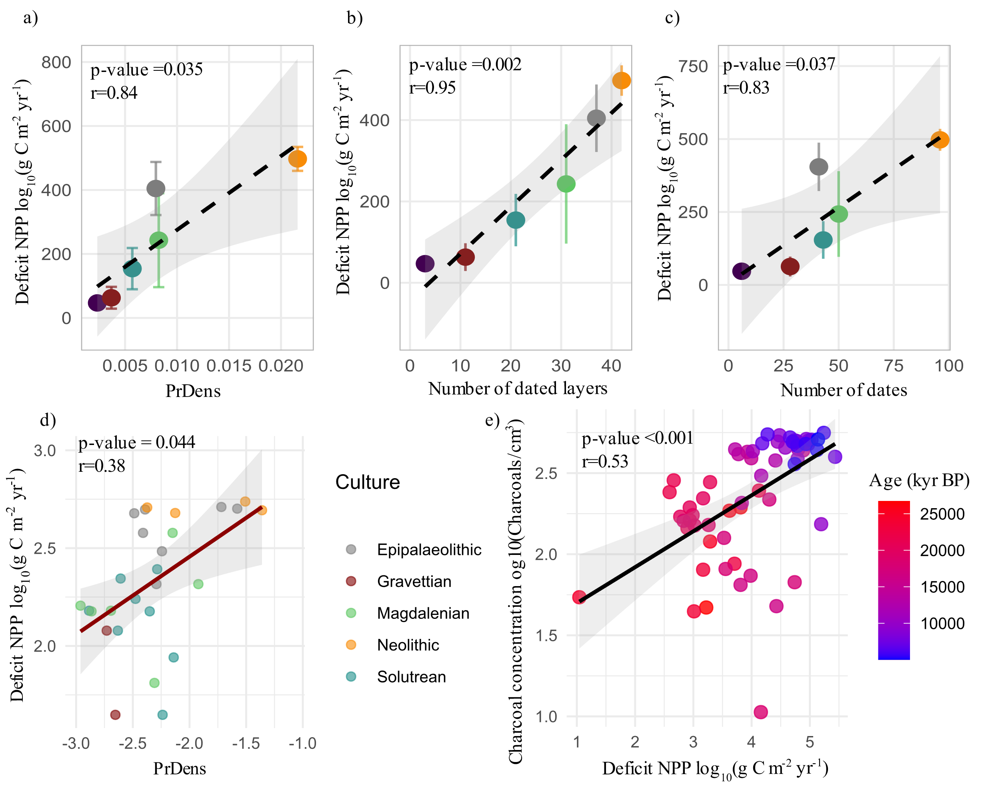 a)
p-value =0.035
r=0.84
800
600
400
200
0
Deficit NPP log10(g C m-2 yr-1)
0.005 0.010 0.015 0.020
PrDens
b)
p-value =0.002
r=0.95
400
200
0
Deficit NPP log10(g C m-2 yr-1)
0 10 20 30 40
Number of dated layers
c)
p-value =0.037
r=0.83
750
500
250
0
Deficit NPP log10(g C m-2 yr-1)
0 25 50 75 100
Number of dates
d)
p-value = 0.044
r=0.38
3.0
2.5
2.0
Deficit NPP log10(g C m-2 yr-1)
-3.0 -2.5 -2.0 -1.5 -1.0
PrDens
Culture
Epipalaeolithic
Gravettian
Magdalenian
Neolithic
Solutrean
e)
p-value <0.001
r=0.53
2.5
2.0
1.5
1.0
Charcoal concentration og10(Charcoals/cm3)
1 2 3 4 5
Deficit NPP log10(g C m-2 yr-1)
Age (kyr BP)
25000
20000
15000
10000